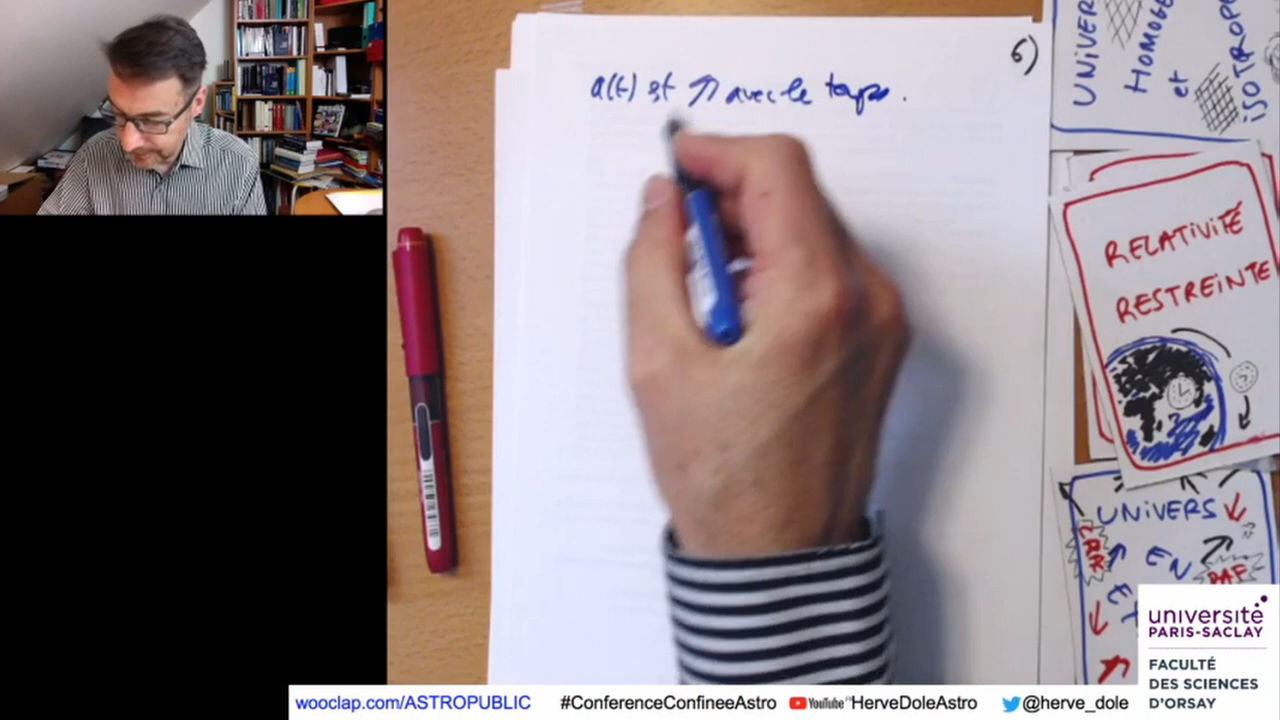 6)
a(t) est ↗ avec le temps.
UNIVERS
HOMOGE
et
ISOTROPE
RELATIVITÉ
RESTREINTE
UNIVERS
EN
université
PARIS-SACLAY
FACULTÉ
DES SCIENCES
D'ORSAY
wooclap.com/ASTROPUBLIC #ConferenceConfineeAstro YouTube HerveDoleAstro @herve_dole